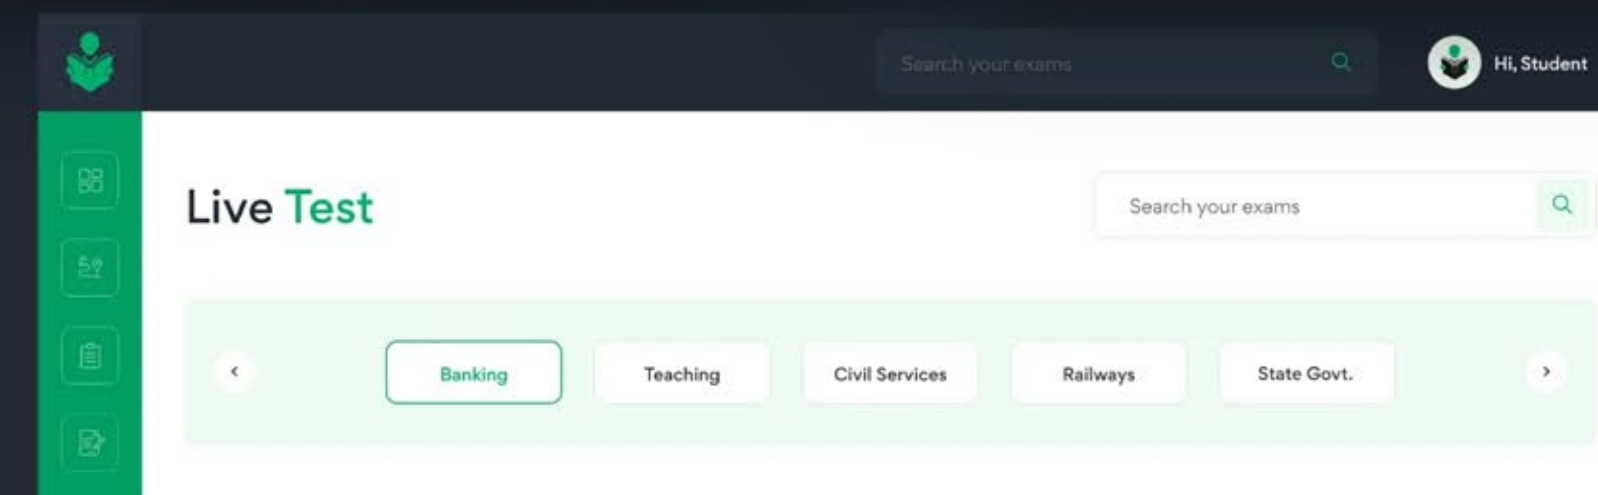 Search your exams
Hi, Student
Live Test
Search your exams
Banking
Teaching
Civil Services
Railways
State Govt.